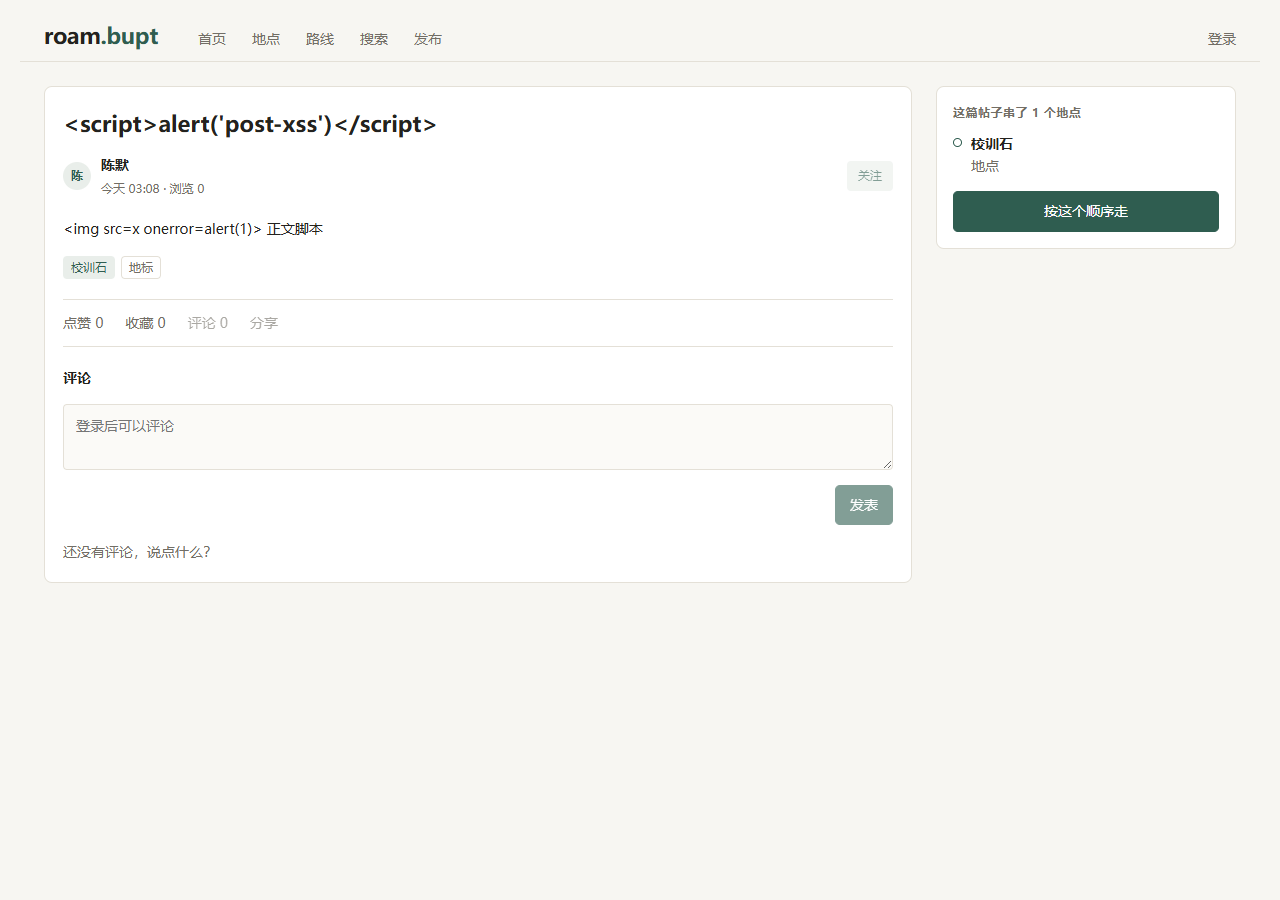 roam.bupt 首页 地点 路线 搜索 发布 登录
<script>alert('post-xss')</script>
陈 陈默
今天 03:08 · 浏览 0
关注
<img src=x onerror=alert(1)> 正文脚本
校训石 地标
点赞 0 收藏 0 评论 0 分享
评论
登录后可以评论
发表
还没有评论，说点什么？
这篇帖子串了 1 个地点
校训石
地点
按这个顺序走